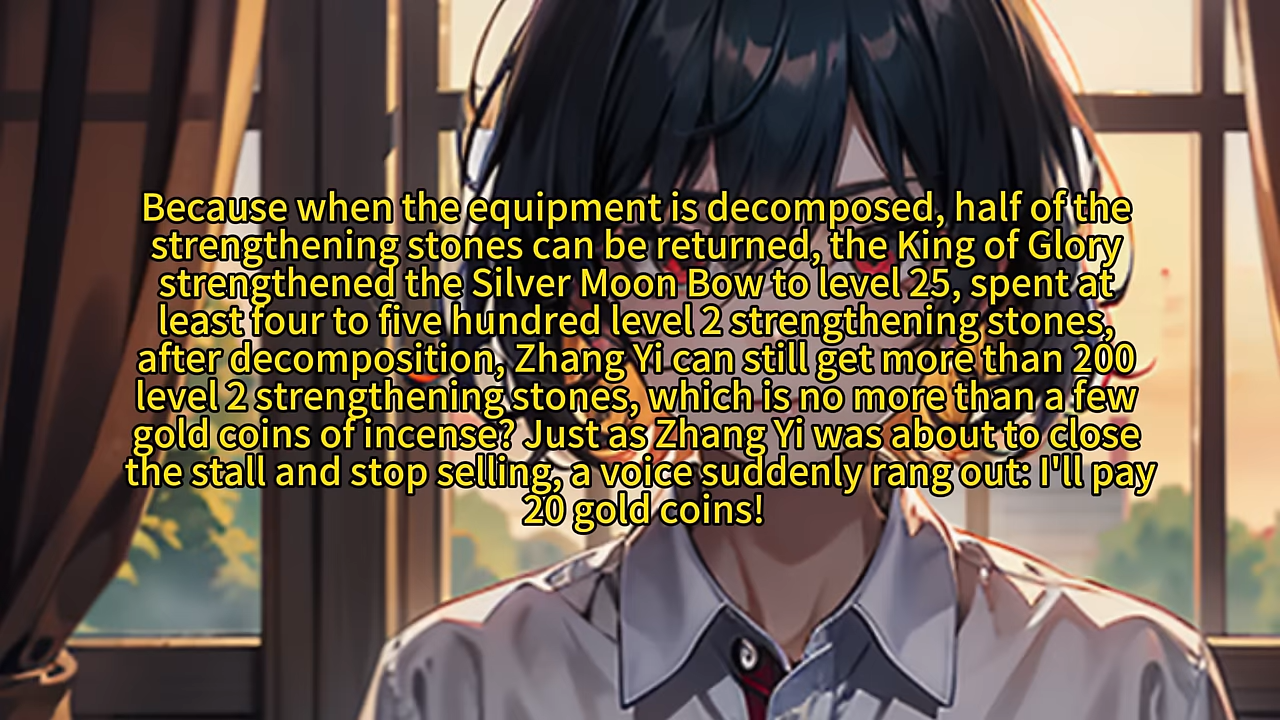 Because when the equipment is decomposed, half of the
strengthening stones can be returned, the King of Glory
strengthened the Silver Moon Bow to level 25, spent at
least four to five hundred level 2 strengthening stones,
after decomposition, Zhang Yi can still get more than 200
level 2 strengthening stones, which is no more than a few
gold coins of incense? Just as Zhang Yi was about to close
the stall and stop selling, a voice suddenly rang out: I'll pay
20 gold coins!